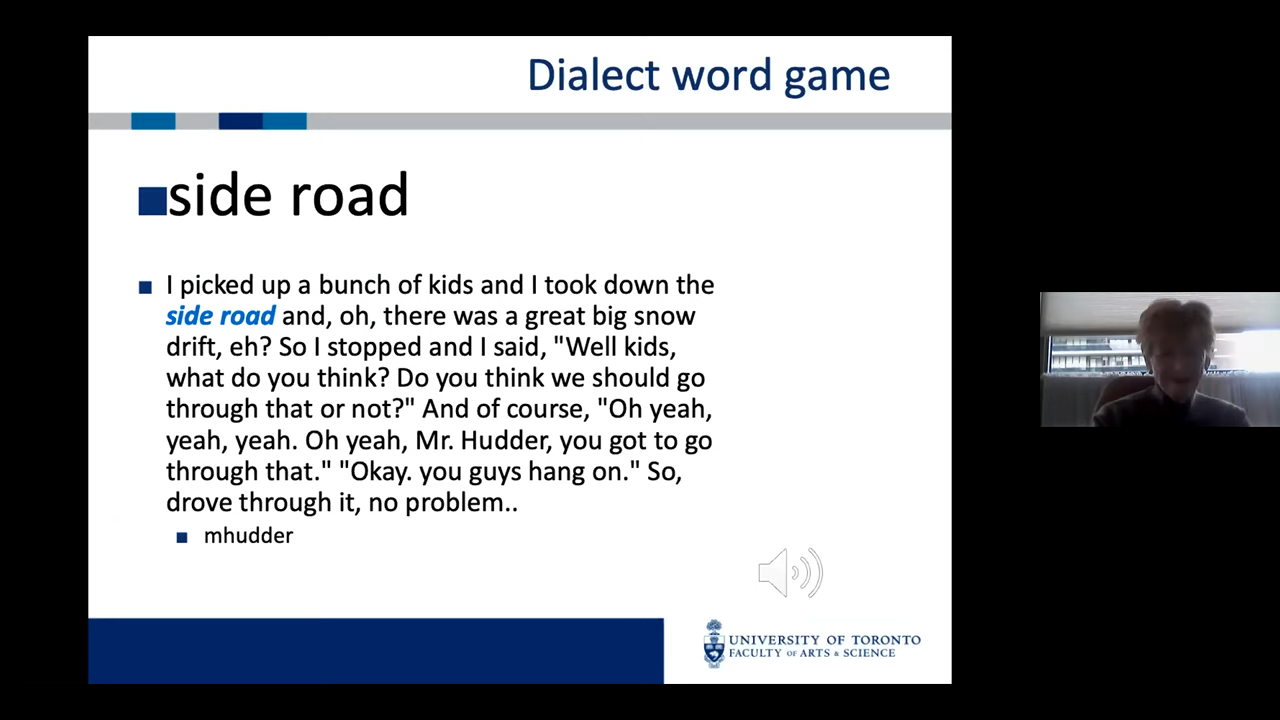 Dialect word game
side road
I picked up a bunch of kids and I took down the
side road and, oh, there was a great big snow
drift, eh? So I stopped and I said, "Well kids,
what do you think? Do you think we should go
through that or not?" And of course, "Oh yeah,
yeah, yeah. Oh yeah, Mr. Hudder, you got to go
through that." "Okay. you guys hang on." So,
drove through it, no problem..
mhudder
UNIVERSITY OF TORONTO
FACULTY OF ARTS & SCIENCE